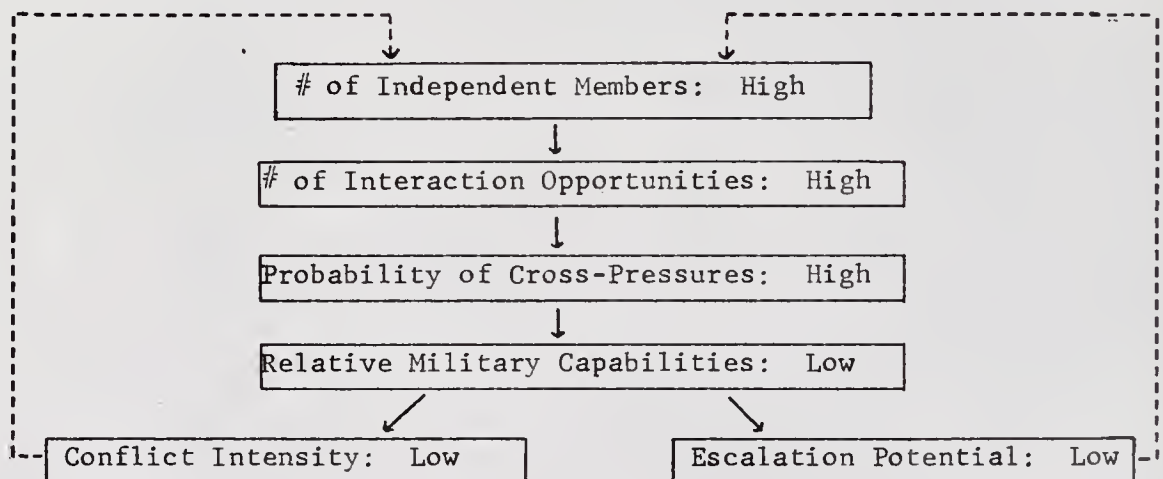 # of Independent Members: High
# of Interaction Opportunities: High
Probability of Cross-Pressures: High
Relative Military Capabilities: Low
Conflict Intensity: Low
Escalation Potential: Low